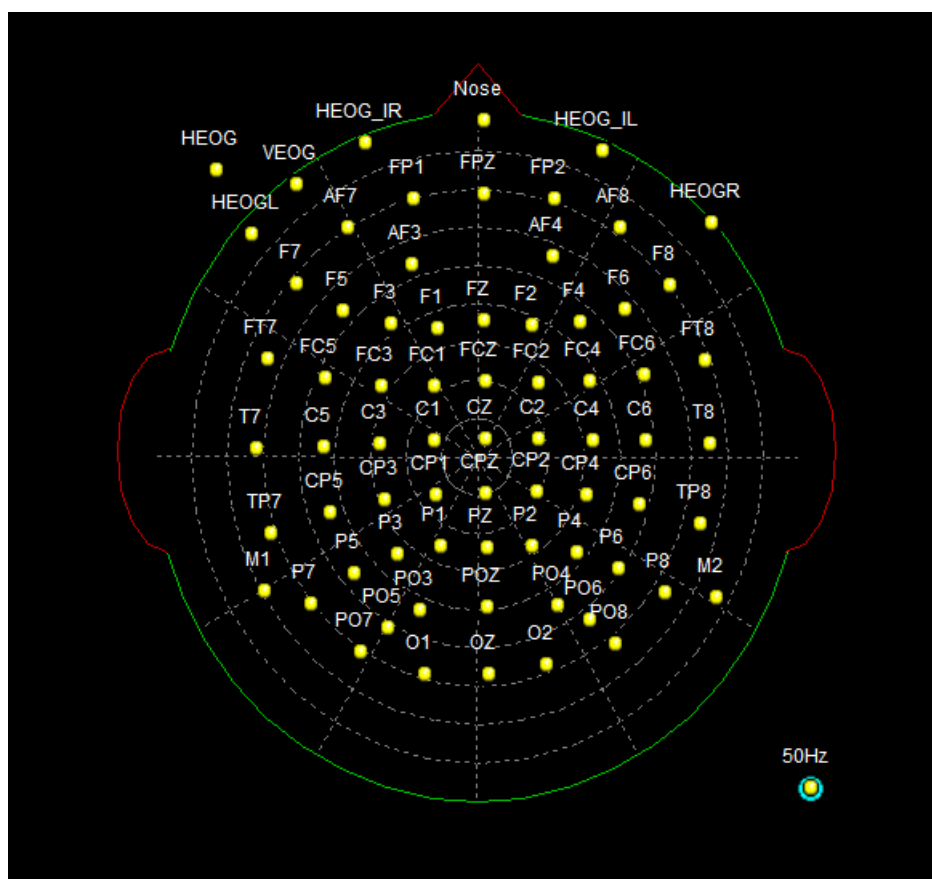 Nose
HEOG_IR
HEOG_IL
HEOG
VEOG
FP1
FPZ
FP2
HEOGL
AF7
AF8
HEOGR
AF3
AF4
F7
F8
F5
F3
F1
FZ
F2
F4
F6
FT7
FC5
FC3
FC1
FCZ
FC2
FC4
FC6
FT8
T7
C5
C3
C1
CZ
C2
C4
C6
T8
CP5
CP3
CP1
CPZ
CP2
CP4
CP6
TP7
TP8
P3
P1
PZ
P2
P4
M1
P7
P5
P6
P8
M2
PO7
PO5
PO3
POZ
PO4
PO6
PO8
O1
OZ
O2
50Hz